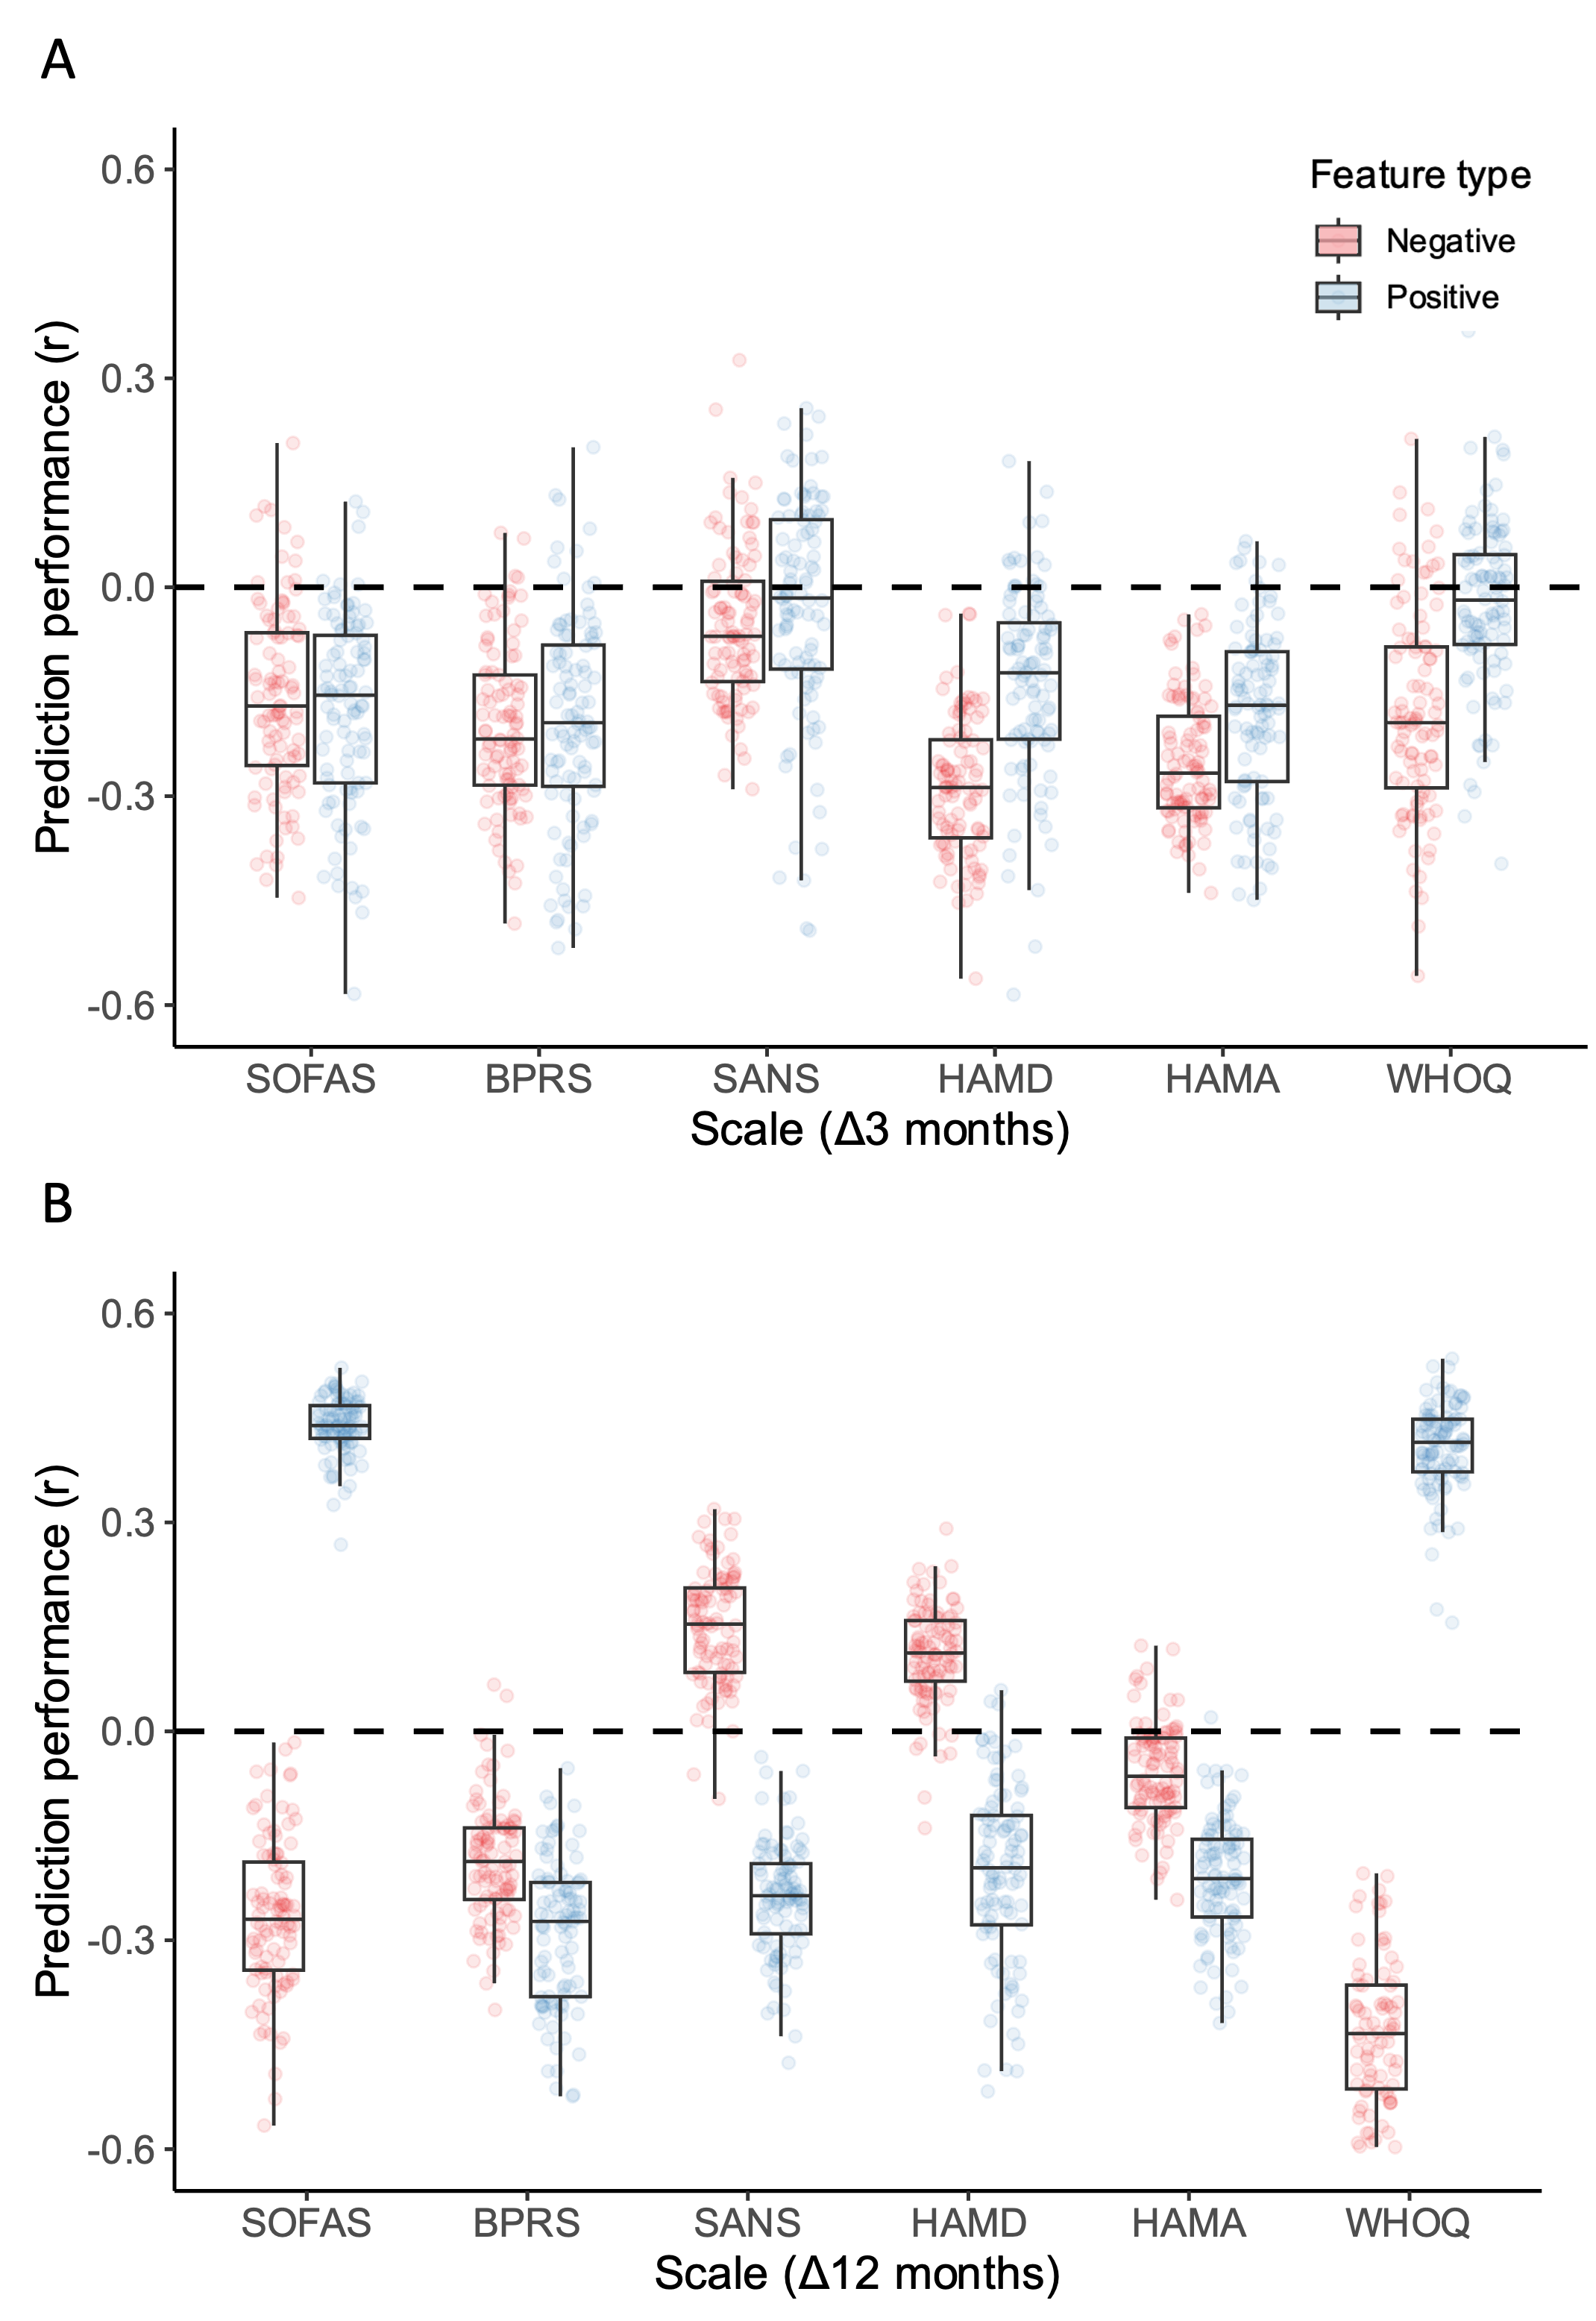 A
Feature type
Negative
Positive
Prediction performance (r)
0.6
0.3
0.0
-0.3
-0.6
SOFAS BPRS SANS HAMD HAMA WHOQ
Scale (Δ3 months)
B
Prediction performance (r)
0.6
0.3
0.0
-0.3
-0.6
SOFAS BPRS SANS HAMD HAMA WHOQ
Scale (Δ12 months)